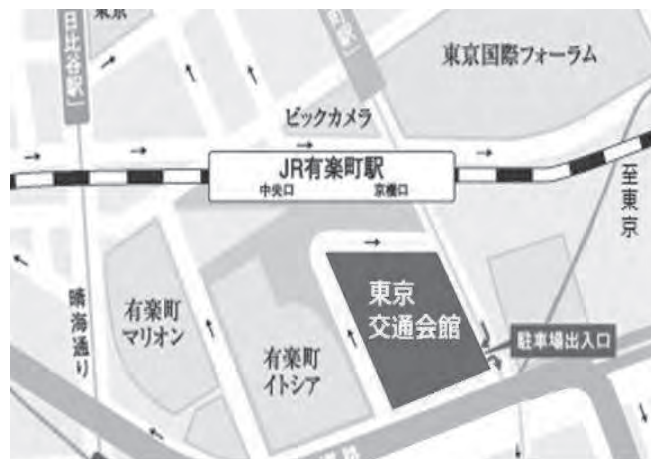 東京
日比谷駅」
駅」
東京国際フォーラム
ビックカメラ
JR有楽町駅
中央口 京橋口
至東京
晴海通り
有楽町
マリオン
有楽町
イトシア
東京
交通会館
駐車場出入口